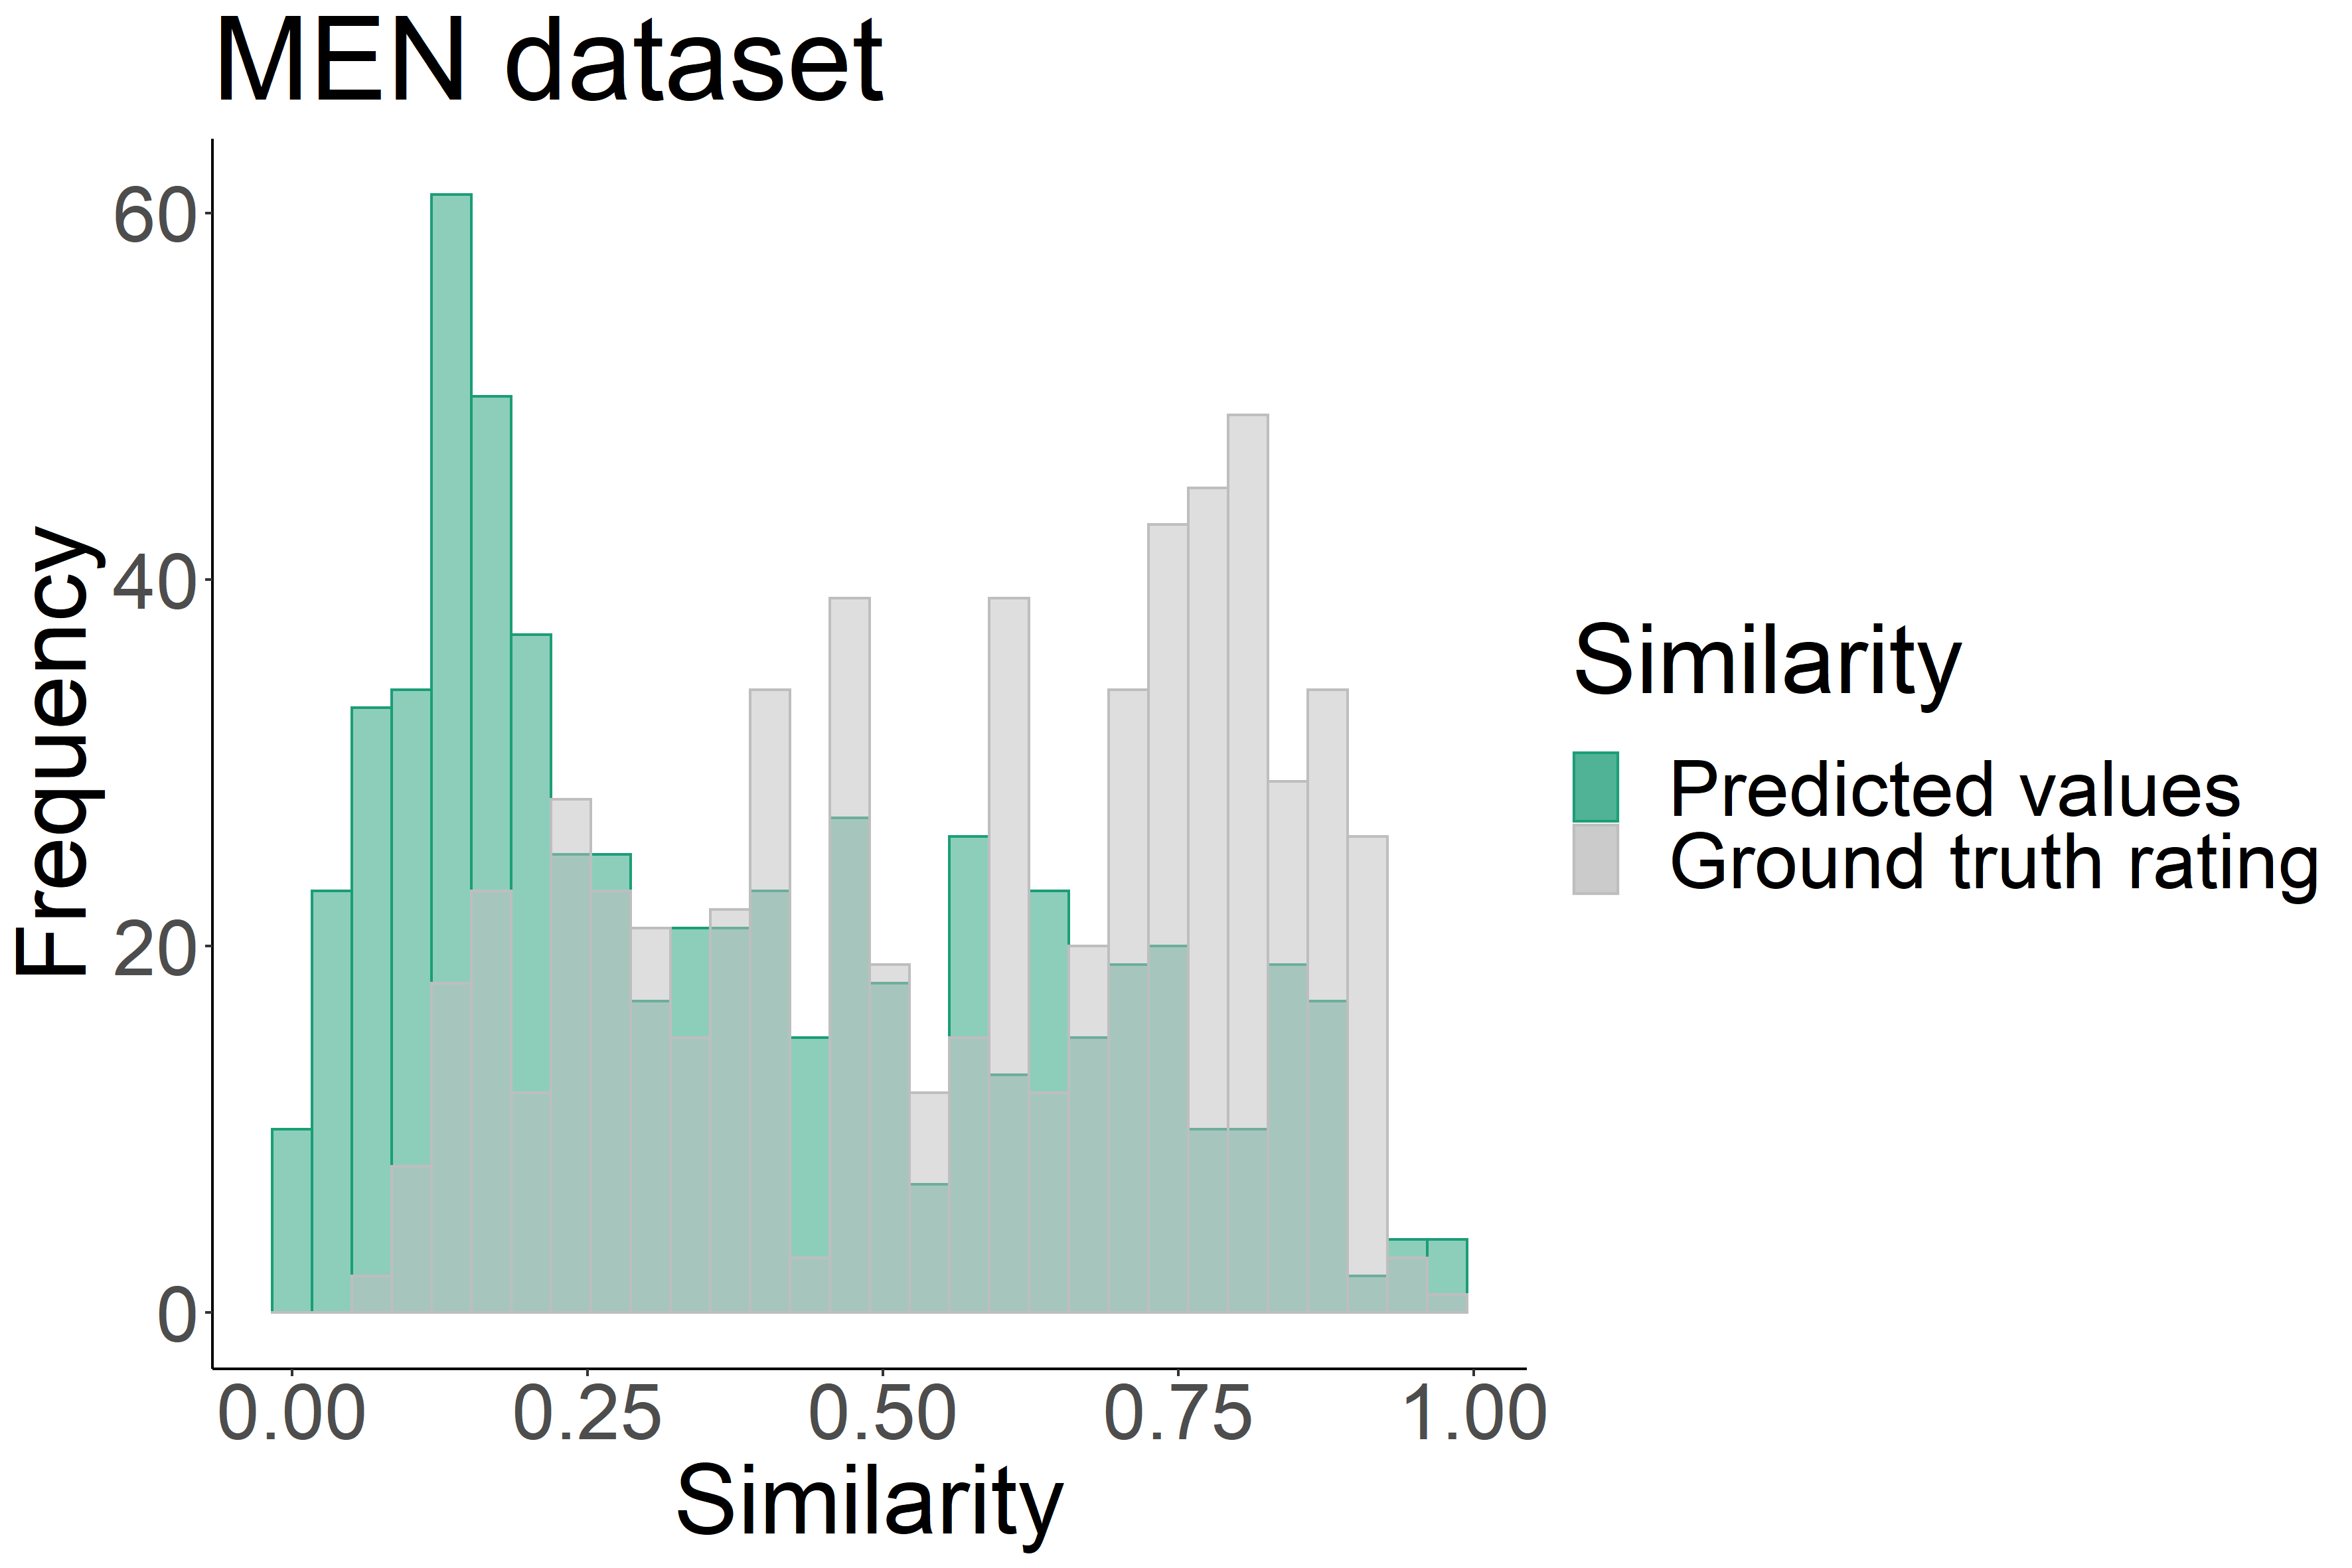 MEN dataset
Frequency
60
40
20
0
0.00 0.25 0.50 0.75 1.00
Similarity
Similarity
Predicted values
Ground truth rating